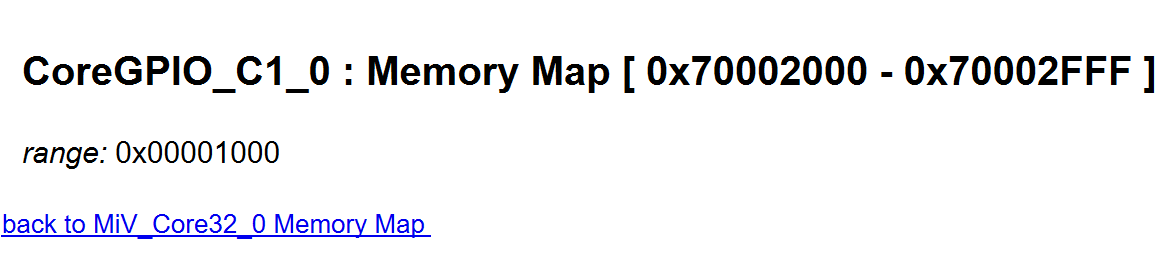 CoreGPIO_C1_0 : Memory Map [ 0x70002000 - 0x70002FFF ]
range: 0x00001000
back to MiV_Core32_0 Memory Map